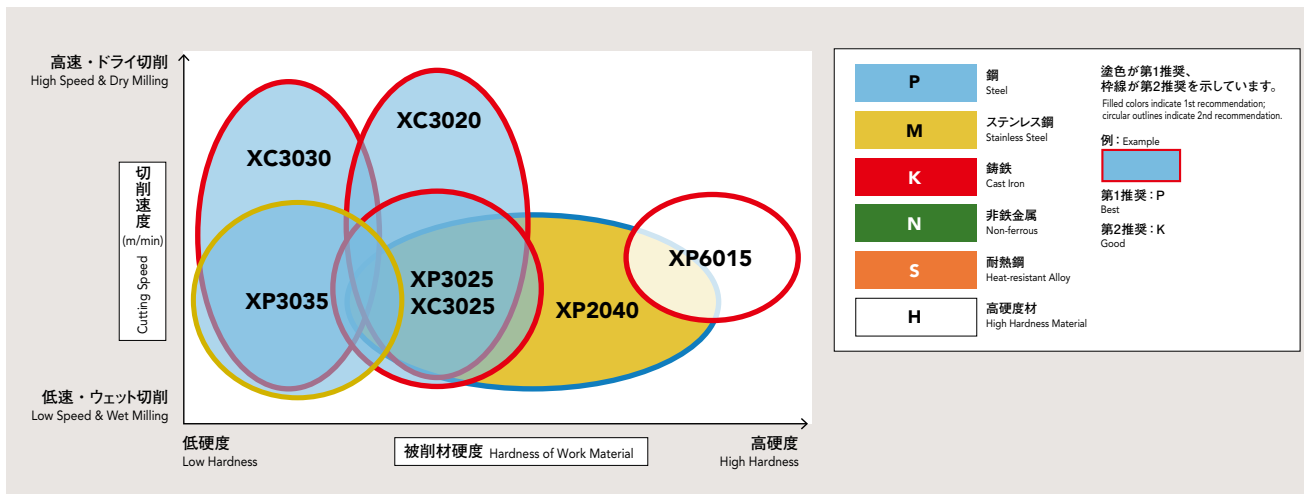 高速・ドライ切削
High Speed & Dry Milling
切削速度
(m/min)
Cutting Speed
低速・ウェット切削
Low Speed & Wet Milling
XC3030
XC3020
XP3035
XP3025
XC3025
XP2040
XP6015
低硬度
Low Hardness
被削材硬度 Hardness of Work Material
高硬度
High Hardness
P
鋼
Steel
M
ステンレス鋼
Stainless Steel
K
鋳鉄
Cast Iron
N
非鉄金属
Non-ferrous
S
耐熱鋼
Heat-resistant Alloy
H
高硬度材
High Hardness Material
塗色が第1推奨、
枠線が第2推奨を示しています。
Filled colors indicate 1st recommendation;
circular outlines indicate 2nd recommendation.
例：Example
第1推奨：P
Best
第2推奨：K
Good